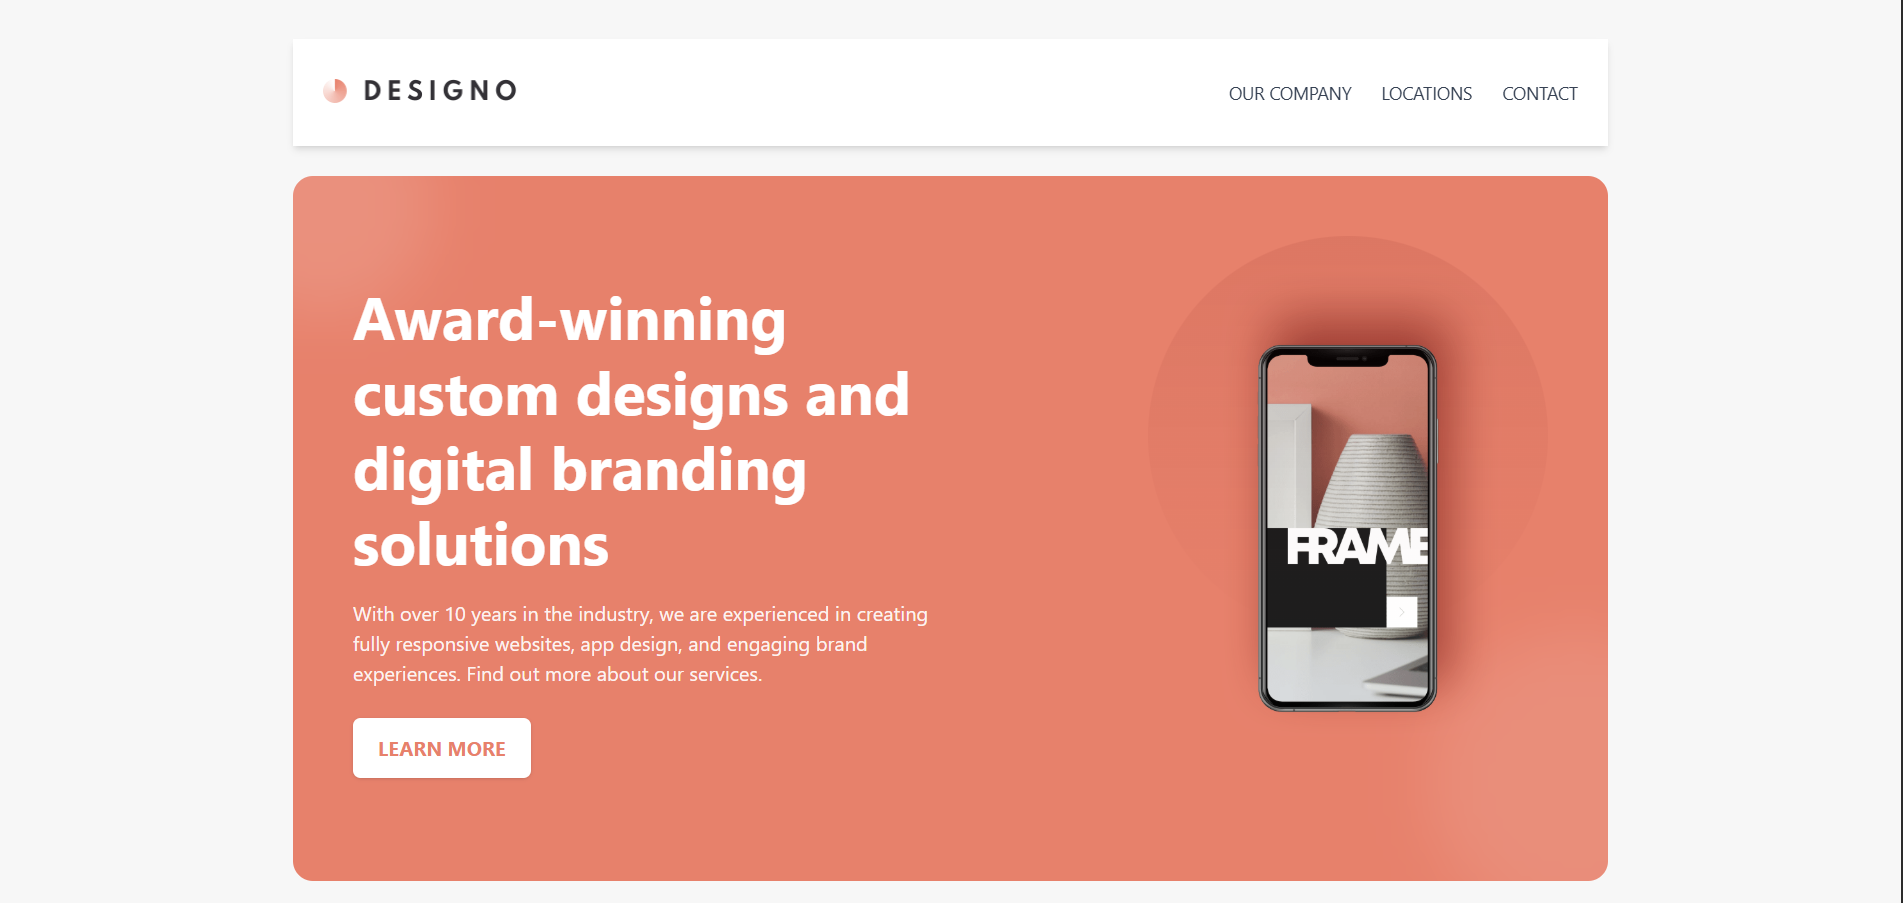 DESIGNO
OUR COMPANY LOCATIONS CONTACT
Award-winning
custom designs and
digital branding
solutions
With over 10 years in the industry, we are experienced in creating
fully responsive websites, app design, and engaging brand
experiences. Find out more about our services.
LEARN MORE
FRAME